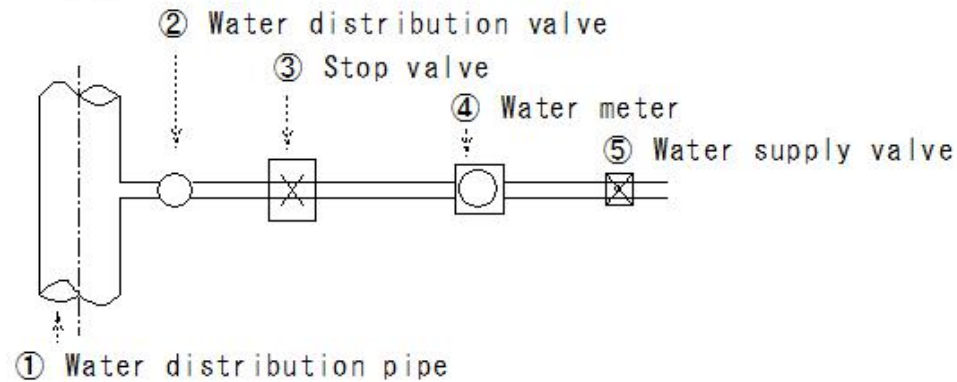 ② Water distribution valve
③ Stop valve
④ Water meter
⑤ Water supply valve
① Water distribution pipe